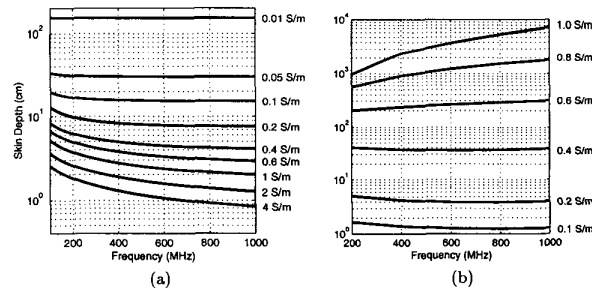 Skin Depth (cm)
10²
10¹
10⁰
200
400
600
800
1000
Frequency (MHz)
0.01 S/m
0.05 S/m
0.1 S/m
0.2 S/m
0.4 S/m
0.6 S/m
1 S/m
2 S/m
4 S/m
(a)
10⁴
10³
10²
10¹
10⁰
200
400
600
800
1000
Frequency (MHz)
1.0 S/m
0.8 S/m
0.6 S/m
0.4 S/m
0.2 S/m
0.1 S/m
(b)